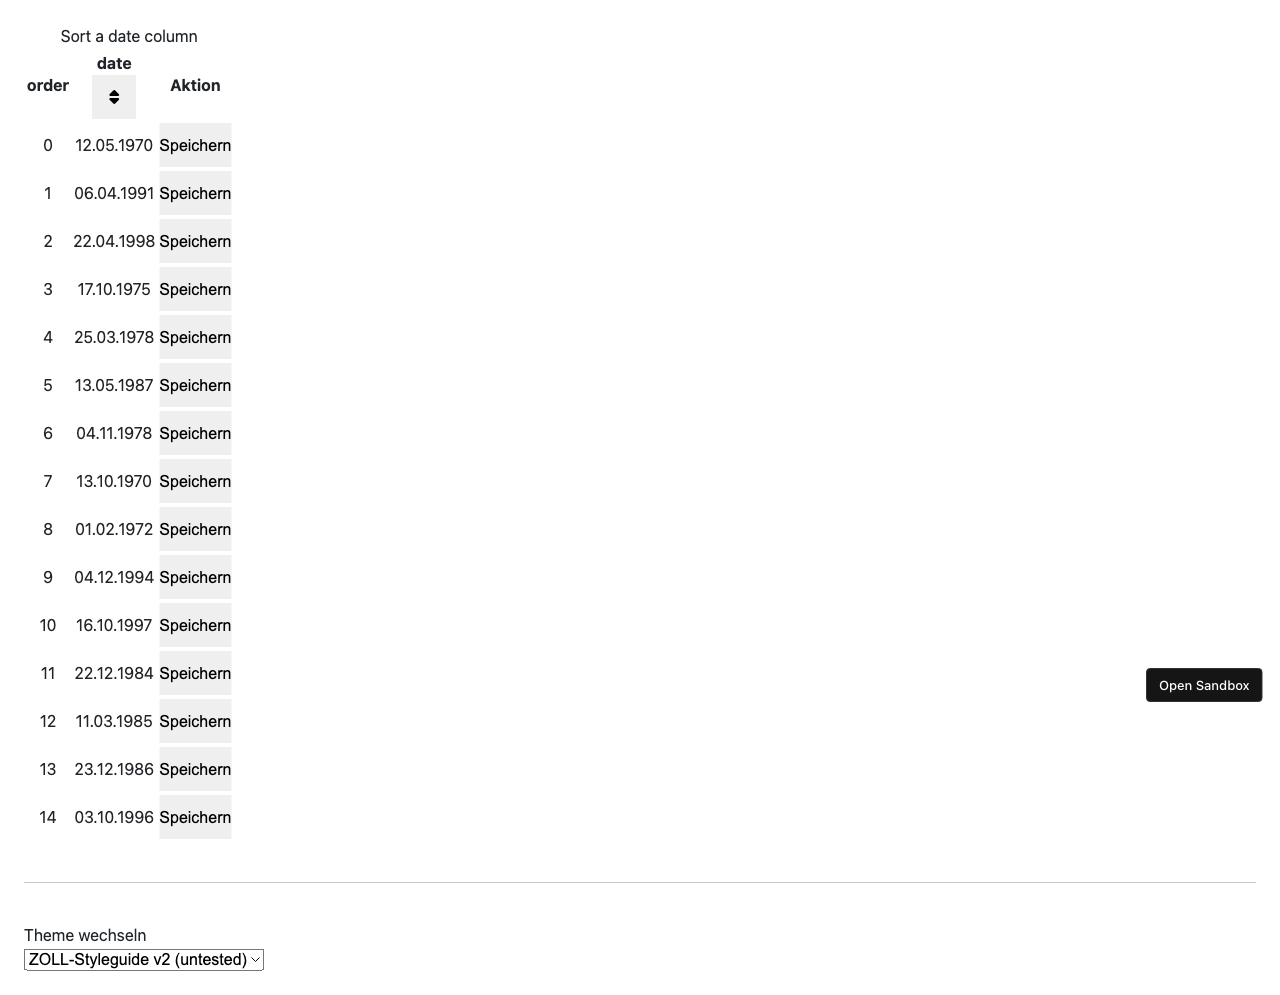 Sort a date column
order date Aktion
0 12.05.1970 Speichern
1 06.04.1991 Speichern
2 22.04.1998 Speichern
3 17.10.1975 Speichern
4 25.03.1978 Speichern
5 13.05.1987 Speichern
6 04.11.1978 Speichern
7 13.10.1970 Speichern
8 01.02.1972 Speichern
9 04.12.1994 Speichern
10 16.10.1997 Speichern
11 22.12.1984 Speichern
12 11.03.1985 Speichern
13 23.12.1986 Speichern
14 03.10.1996 Speichern
Open Sandbox
Theme wechseln
ZOLL-Styleguide v2 (untested)